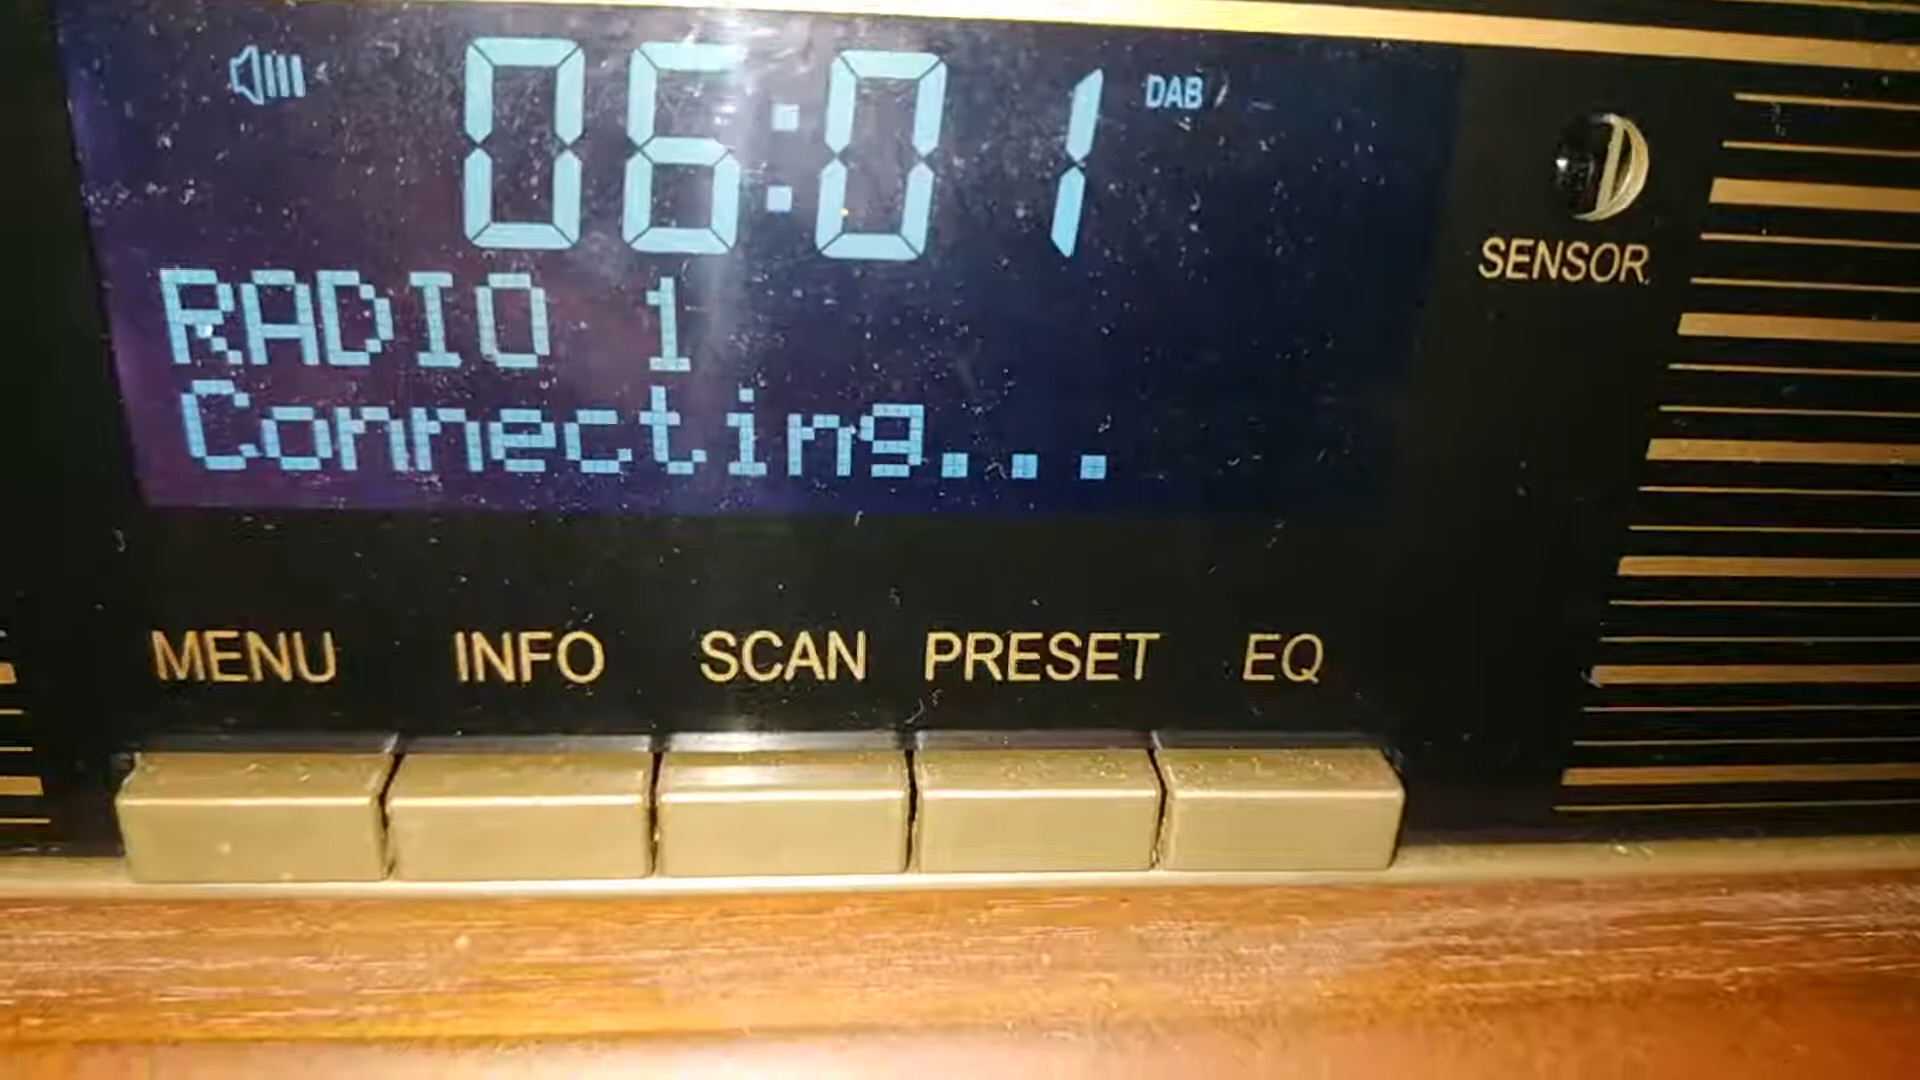 06:01 DAB
RADIO 1
Connecting...
SENSOR
MENU INFO SCAN PRESET EQ